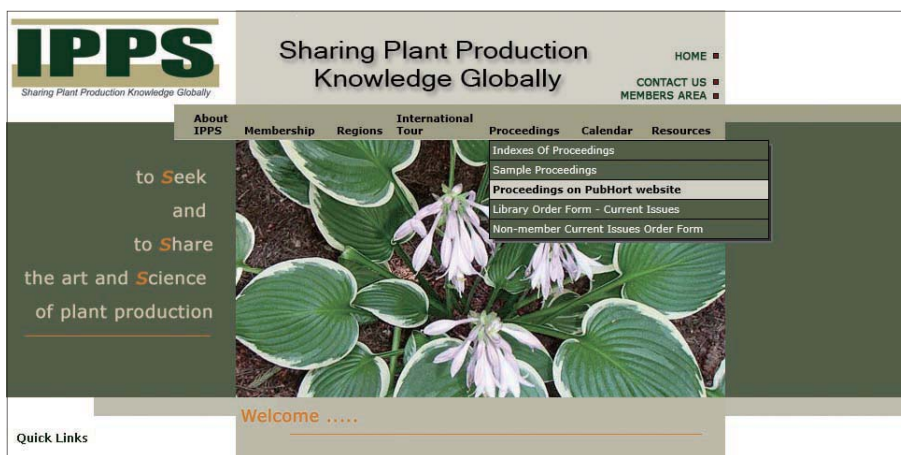 IPPS
Sharing Plant Production Knowledge Globally
Sharing Plant Production
Knowledge Globally
HOME
CONTACT US
MEMBERS AREA
About
IPPS
Membership
Regions
International
Tour
Proceedings
Calendar
Resources
Indexes Of Proceedings
Sample Proceedings
Proceedings on PubHort website
Library Order Form - Current Issues
Non-member Current Issues Order Form
to Seek
and
to Share
the art and Science
of plant production
Welcome .....
Quick Links